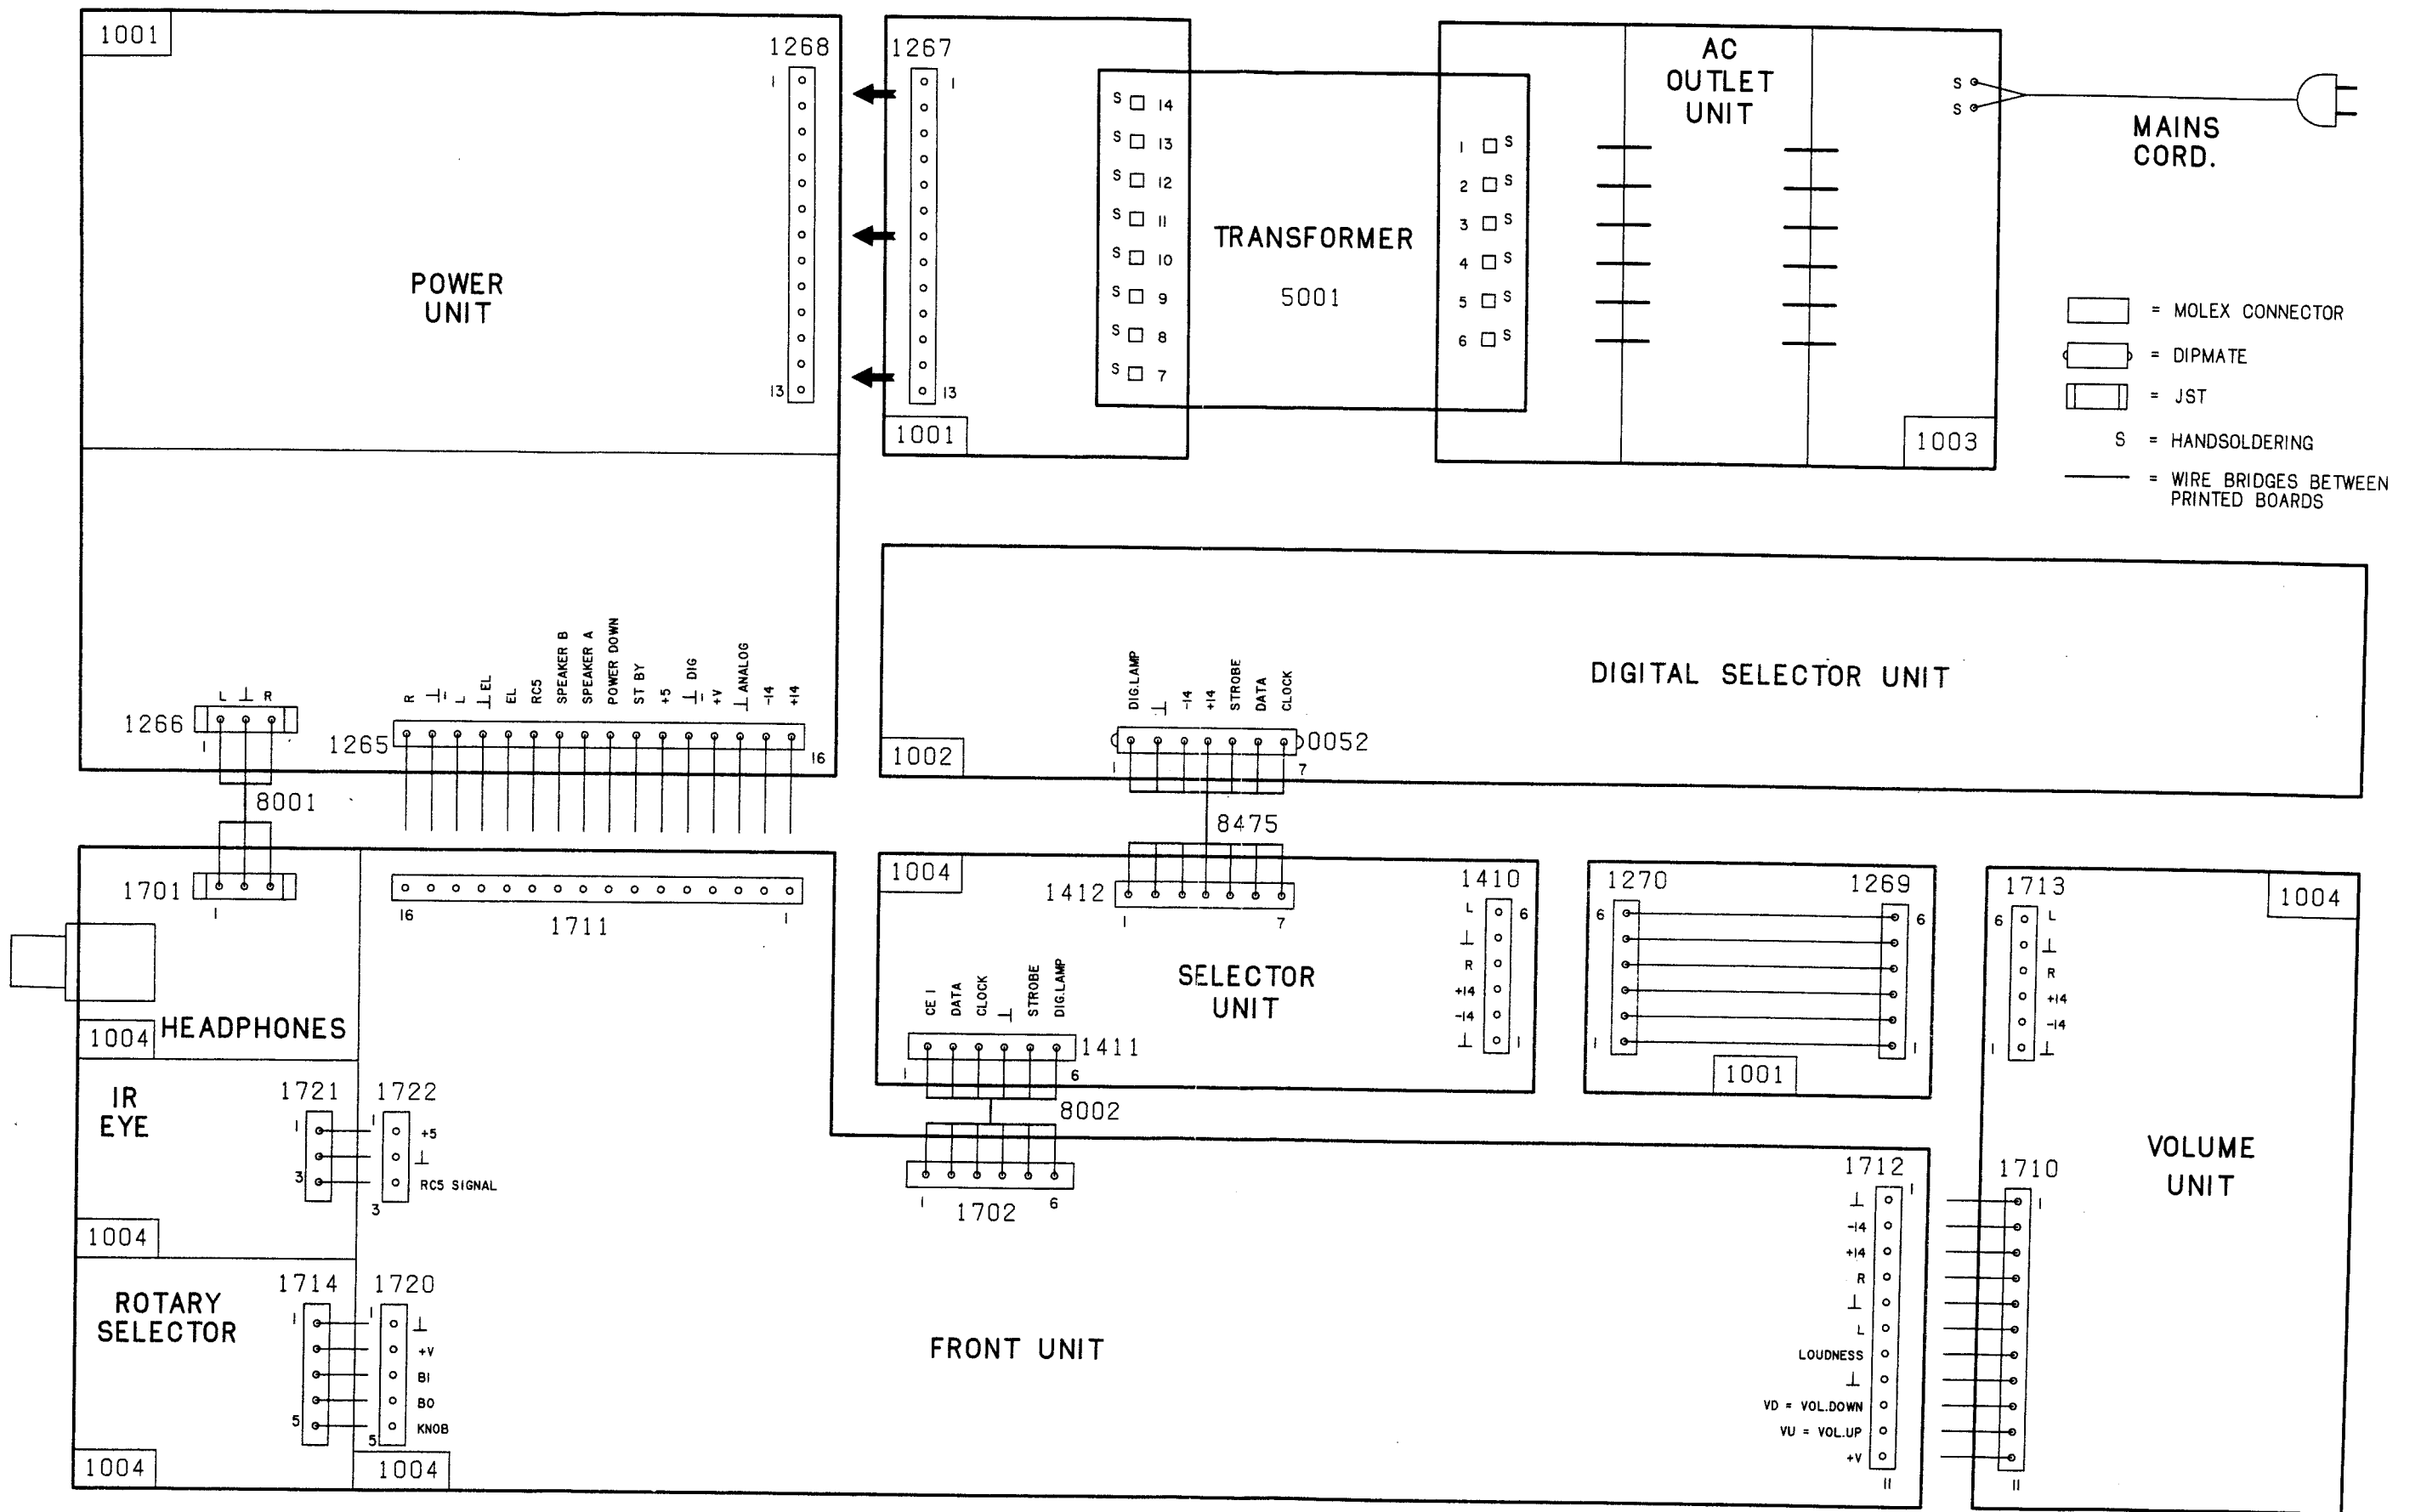 1001
1268
1
13
POWER
UNIT
1267
1
13
1001
S 14
S 13
S 12
S 11
S 10
S 9
S 8
S 7
TRANSFORMER
5001
1 S
2 S
3 S
4 S
5 S
6 S
AC
OUTLET
UNIT
1003
S
S
MAINS
CORD.
= MOLEX CONNECTOR
= DIPMATE
= JST
S = HANDSOLDERING
= WIRE BRIDGES BETWEEN
PRINTED BOARDS
L ⊥ R
1266
1
8001
R
⊥
L
⊥ EL
EL
RC5
SPEAKER B
SPEAKER A
POWER DOWN
ST BY
+5
⊥ DIG
+V
⊥ ANALOG
-14
+14
1265
16
DIG.LAMP
⊥
-14
+14
STROBE
DATA
CLOCK
0052
1
7
1002
DIGITAL SELECTOR UNIT
8475
1701
1
16
1
1711
1004
HEADPHONES
IR
EYE
1721
1
3
1722
1
+5
⊥
RC5 SIGNAL
3
1004
ROTARY
SELECTOR
1714
1
5
1720
1
⊥
+V
B1
B0
KNOB
5
1004
1004
1004
1412
1
7
SELECTOR
UNIT
CE 1
DATA
CLOCK
⊥
STROBE
DIG.LAMP
1411
1
6
8002
1410
L 6
⊥
R
+14
-14
⊥ 1
1270
6
1
1269
6
1
1001
1713
1004
6 L
⊥
R
+14
-14
1 ⊥
1
6
1702
FRONT UNIT
1712
1
⊥
-14
+14
R
⊥
L
LOUDNESS
⊥
VD = VOL.DOWN
VU = VOL.UP
+V
11
1710
1
11
VOLUME
UNIT